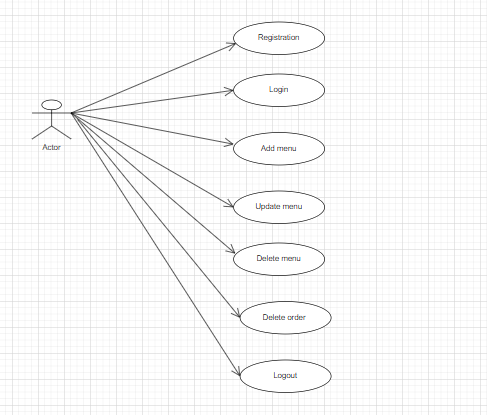 Registration
Login
Add menu
Actor
Update menu
Delete menu
Delete order
Logout